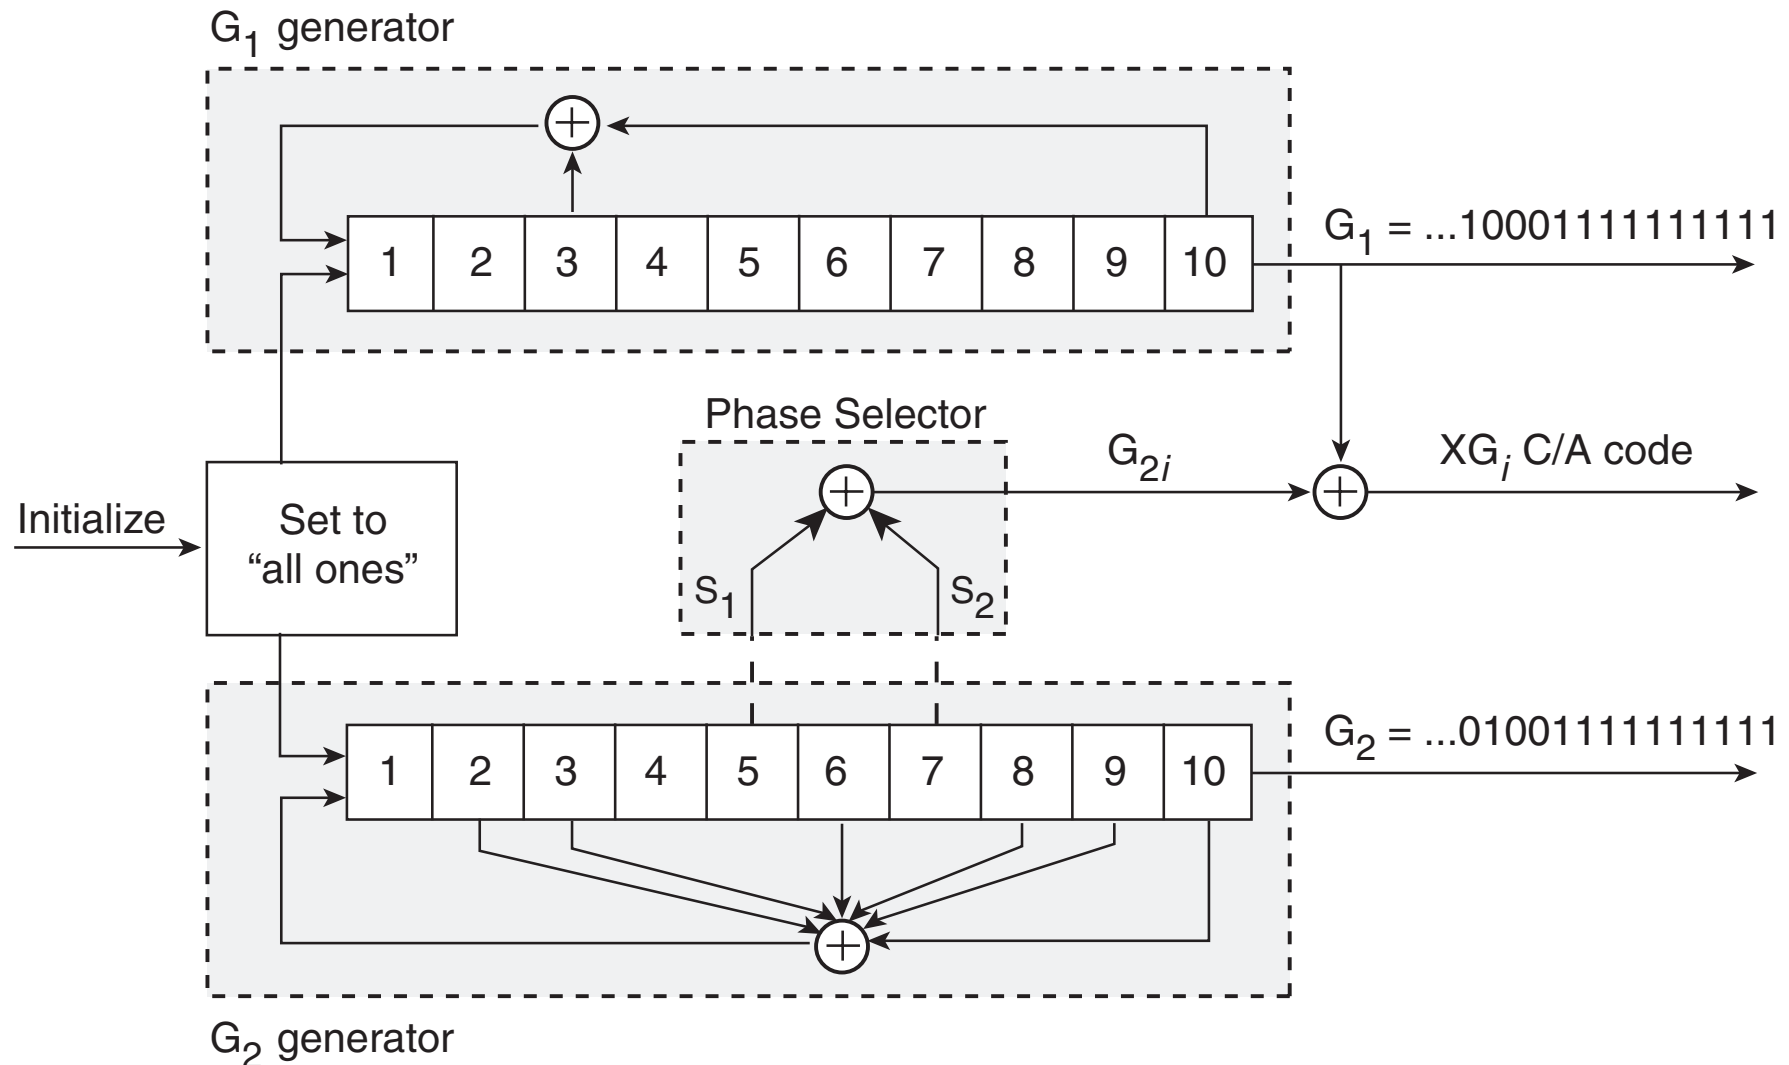 G1 generator
1 2 3 4 5 6 7 8 9 10
G1 = ...10001111111111
Phase Selector
G2i
XGi C/A code
Initialize
Set to
“all ones”
S1
S2
1 2 3 4 5 6 7 8 9 10
G2 = ...01001111111111
G2 generator